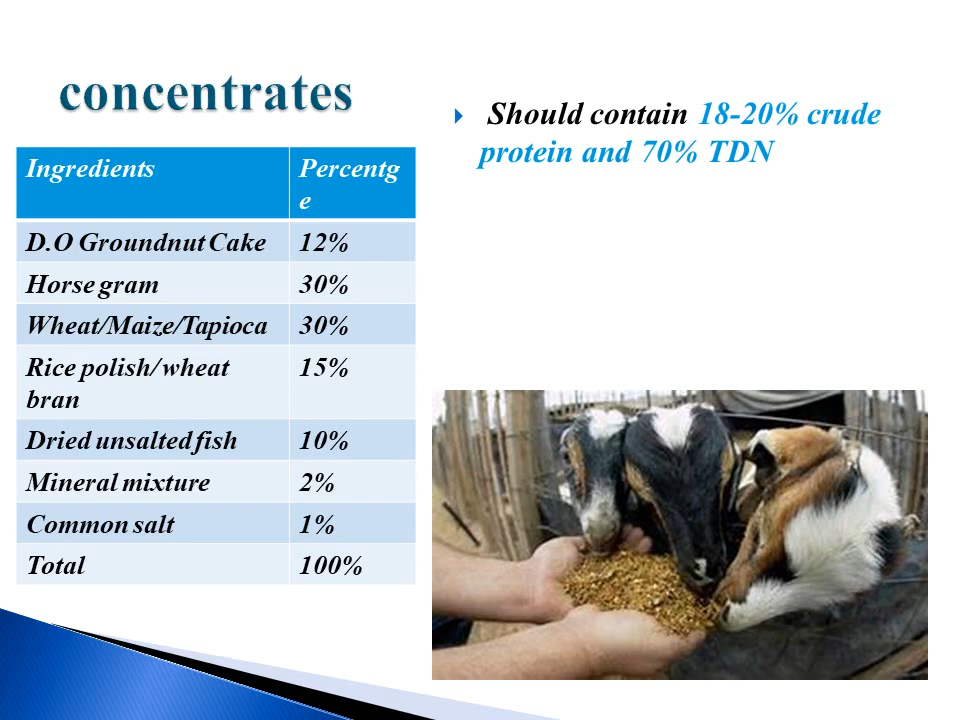 concentrates
Should contain 18-20% crude
protein and 70% TDN
Ingredients Percentg
e
D.O Groundnut Cake 12%
Horse gram 30%
Wheat/Maize/Tapioca 30%
Rice polish/ wheat 15%
bran
Dried unsalted fish 10%
Mineral mixture 2%
Common salt 1%
Total 100%